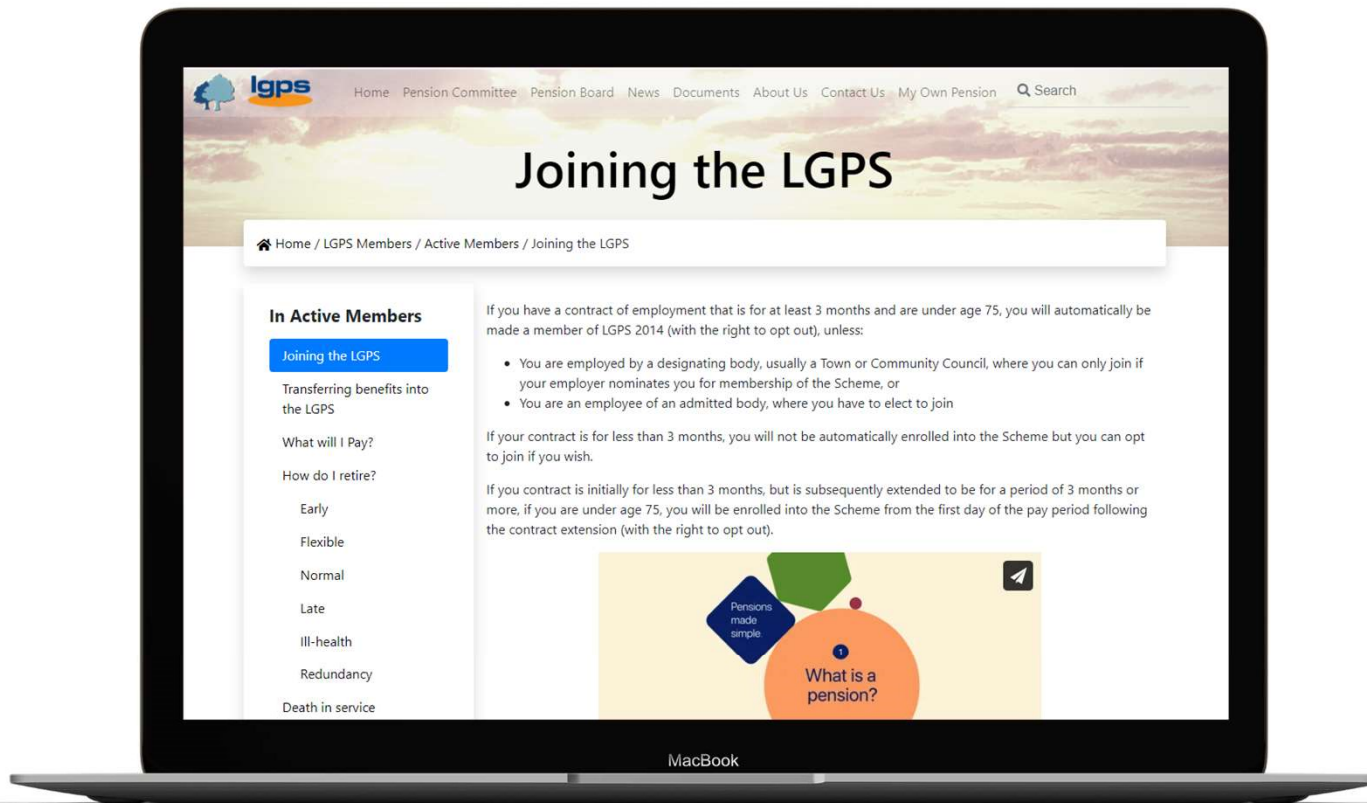 lgps
Home Pension Committee Pension Board News Documents About Us Contact Us My Own Pension Search
Joining the LGPS
Home / LGPS Members / Active Members / Joining the LGPS
In Active Members
Joining the LGPS
Transferring benefits into
the LGPS
What will I Pay?
How do I retire?
Early
Flexible
Normal
Late
Ill-health
Redundancy
Death in service
If you have a contract of employment that is for at least 3 months and are under age 75, you will automatically be
made a member of LGPS 2014 (with the right to opt out), unless:
• You are employed by a designating body, usually a Town or Community Council, where you can only join if
your employer nominates you for membership of the Scheme, or
• You are an employee of an admitted body, where you have to elect to join
If your contract is for less than 3 months, you will not be automatically enrolled into the Scheme but you can opt
to join if you wish.
If you contract is initially for less than 3 months, but is subsequently extended to be for a period of 3 months or
more, if you are under age 75, you will be enrolled into the Scheme from the first day of the pay period following
the contract extension (with the right to opt out).
Pensions
made
simple.
1
What is a
pension?
MacBook